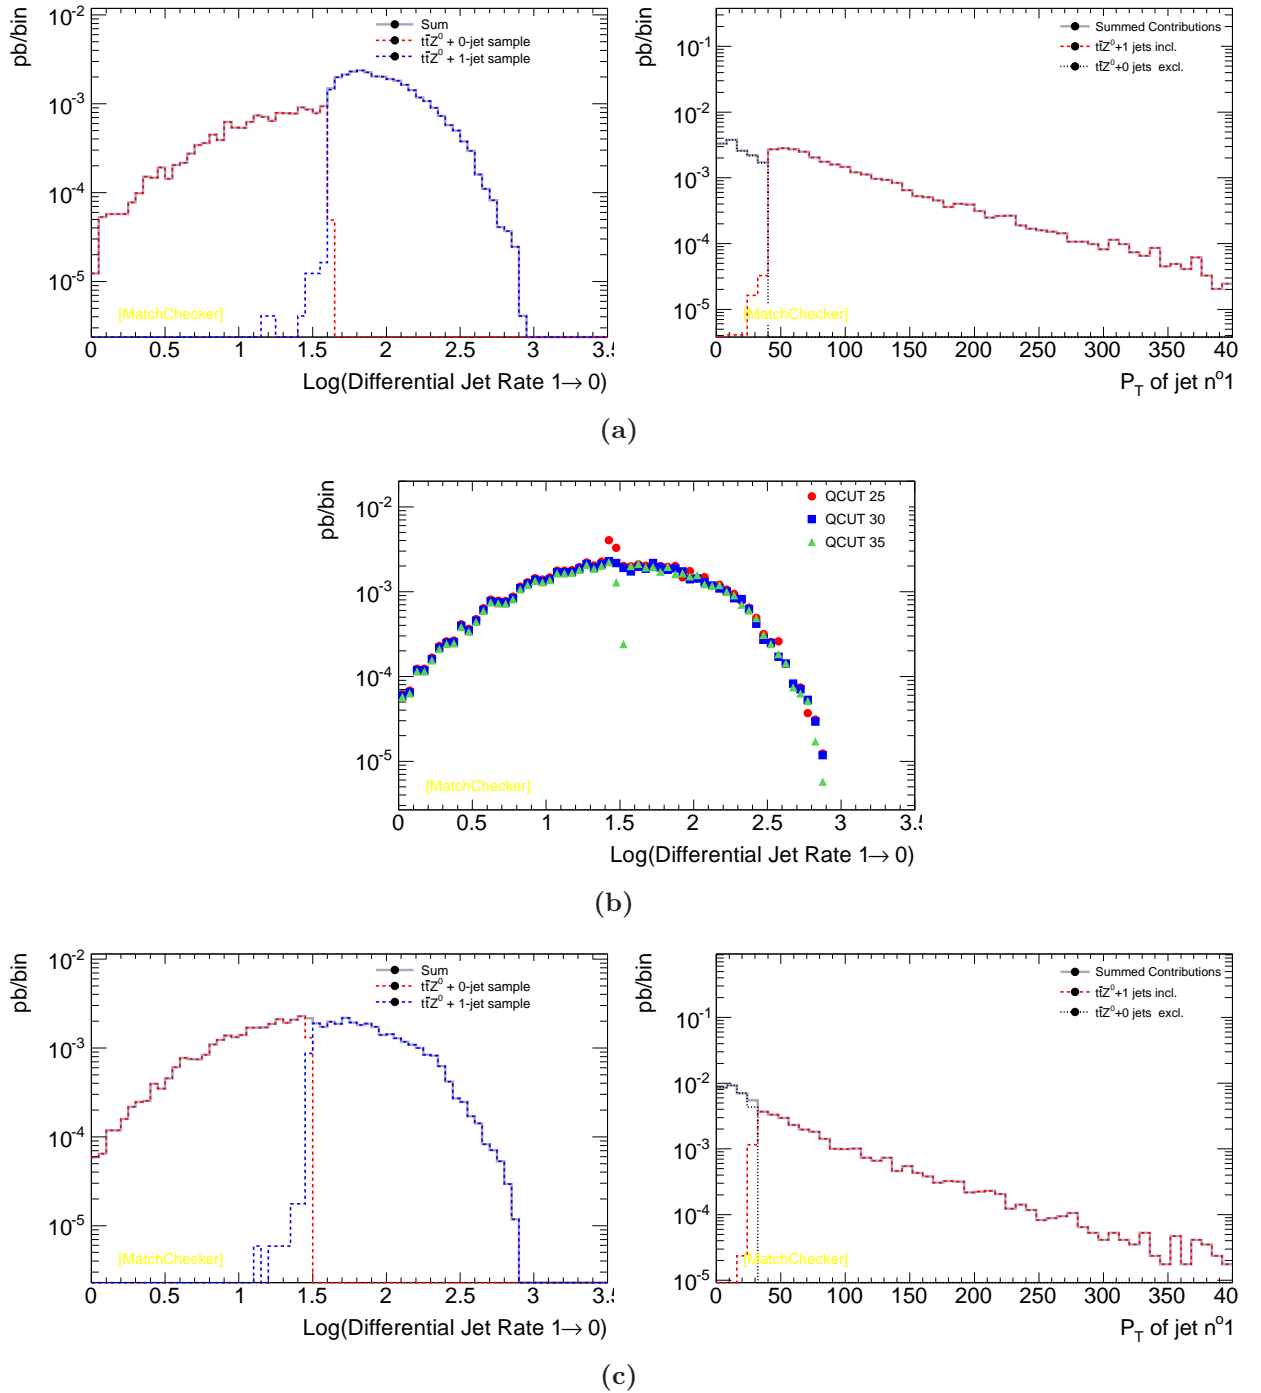 pb/bin
10⁻²
10⁻³
10⁻⁴
10⁻⁵
Sum
tt̄Z⁰ + 0-jet sample
tt̄Z⁰ + 1-jet sample
[MatchChecker]
0 0.5 1 1.5 2 2.5 3 3.5
Log(Differential Jet Rate 1→ 0)
pb/bin
10⁻¹
10⁻²
10⁻³
10⁻⁴
10⁻⁵
Summed Contributions
tt̄Z⁰+1 jets incl.
tt̄Z⁰+0 jets excl.
[MatchChecker]
0 50 100 150 200 250 300 350 40
P_T of jet nº1
(a)
pb/bin
10⁻²
10⁻³
10⁻⁴
10⁻⁵
QCUT 25
QCUT 30
QCUT 35
[MatchChecker]
0 0.5 1 1.5 2 2.5 3 3.5
Log(Differential Jet Rate 1→ 0)
(b)
pb/bin
10⁻²
10⁻³
10⁻⁴
10⁻⁵
Sum
tt̄Z⁰ + 0-jet sample
tt̄Z⁰ + 1-jet sample
[MatchChecker]
0 0.5 1 1.5 2 2.5 3 3.5
Log(Differential Jet Rate 1→ 0)
pb/bin
10⁻¹
10⁻²
10⁻³
10⁻⁴
10⁻⁵
Summed Contributions
tt̄Z⁰+1 jets incl.
tt̄Z⁰+0 jets excl.
[MatchChecker]
0 50 100 150 200 250 300 350 40
P_T of jet nº1
(c)